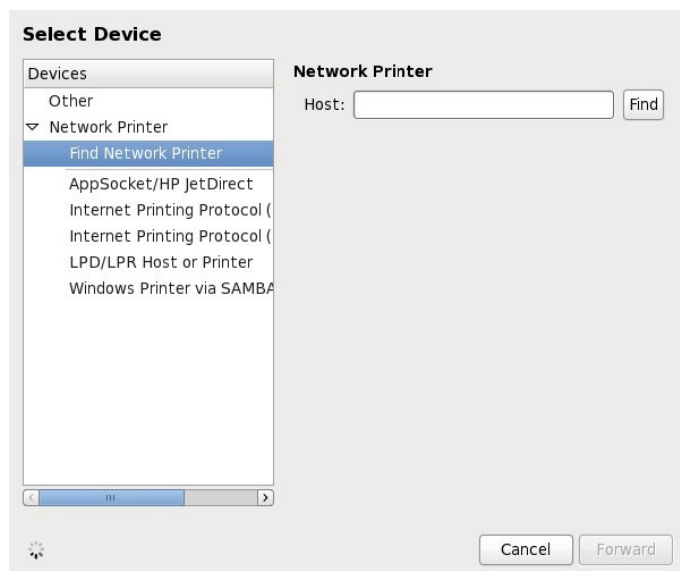 Select Device
Devices
Other
Network Printer
Find Network Printer
AppSocket/HP JetDirect
Internet Printing Protocol (
Internet Printing Protocol (
LPD/LPR Host or Printer
Windows Printer via SAMBA
Network Printer
Host:
Find
Cancel
Forward